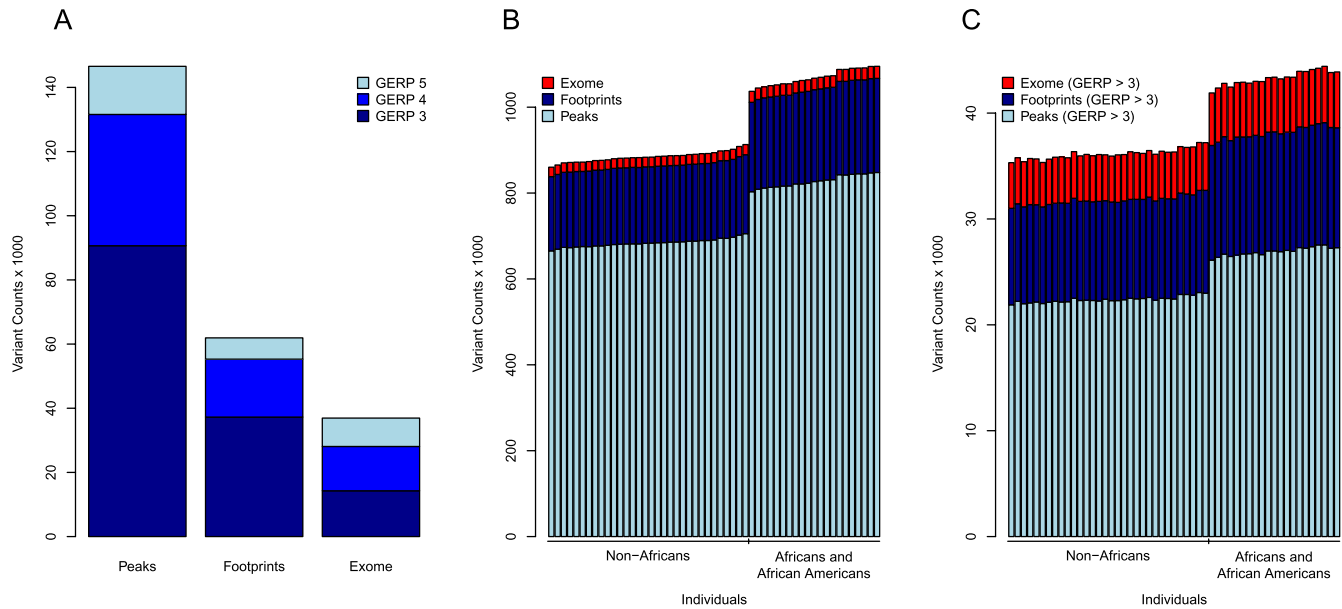 A
Variant Counts x 1000
0
20
40
60
80
100
120
140
GERP 5
GERP 4
GERP 3
Peaks
Footprints
Exome
B
Variant Counts x 1000
0
200
400
600
800
1000
Exome
Footprints
Peaks
Non−Africans
Africans and
African Americans
Individuals
C
Variant Counts x 1000
0
10
20
30
40
Exome (GERP > 3)
Footprints (GERP > 3)
Peaks (GERP > 3)
Non−Africans
Africans and
African Americans
Individuals